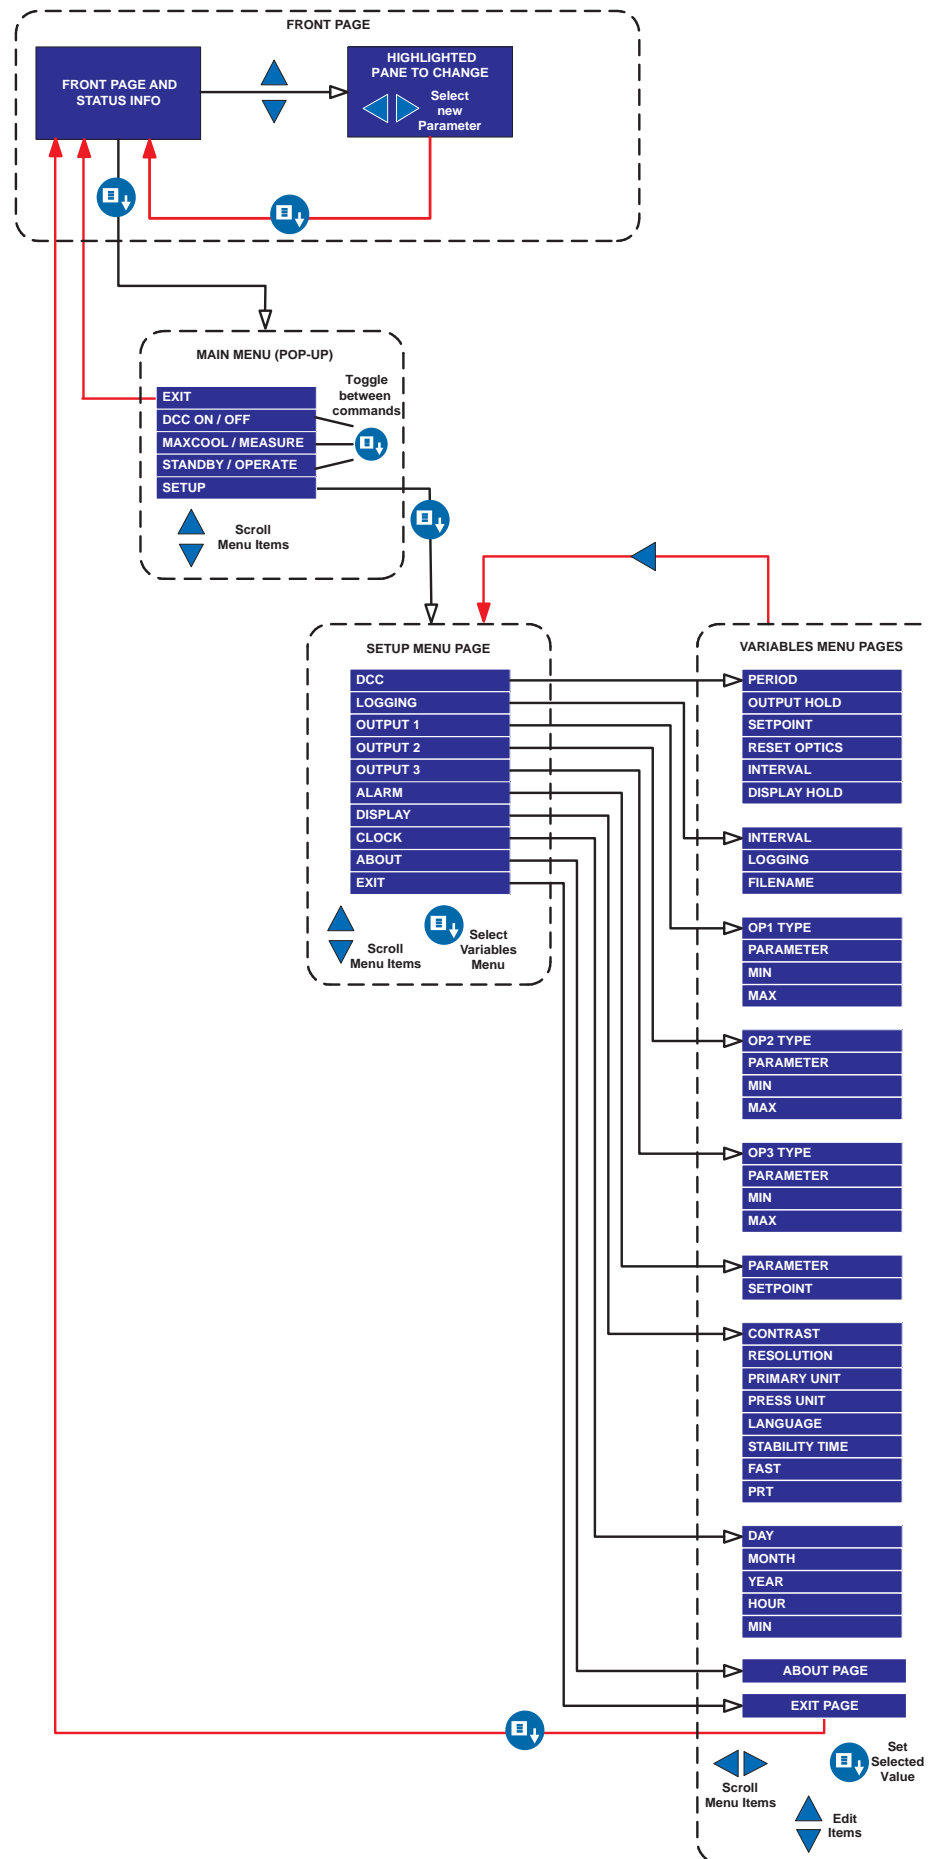 FRONT PAGE
FRONT PAGE AND
STATUS INFO
HIGHLIGHTED
PANE TO CHANGE
Select
new
Parameter
MAIN MENU (POP-UP)
Toggle
between
commands
EXIT
DCC ON / OFF
MAXCOOL / MEASURE
STANDBY / OPERATE
SETUP
Scroll
Menu Items
SETUP MENU PAGE
DCC
LOGGING
OUTPUT 1
OUTPUT 2
OUTPUT 3
ALARM
DISPLAY
CLOCK
ABOUT
EXIT
Scroll
Menu Items
Select
Variables
Menu
VARIABLES MENU PAGES
PERIOD
OUTPUT HOLD
SETPOINT
RESET OPTICS
INTERVAL
DISPLAY HOLD
INTERVAL
LOGGING
FILENAME
OP1 TYPE
PARAMETER
MIN
MAX
OP2 TYPE
PARAMETER
MIN
MAX
OP3 TYPE
PARAMETER
MIN
MAX
PARAMETER
SETPOINT
CONTRAST
RESOLUTION
PRIMARY UNIT
PRESS UNIT
LANGUAGE
STABILITY TIME
FAST
PRT
DAY
MONTH
YEAR
HOUR
MIN
ABOUT PAGE
EXIT PAGE
Scroll
Menu Items
Set
Selected
Value
Edit
Items